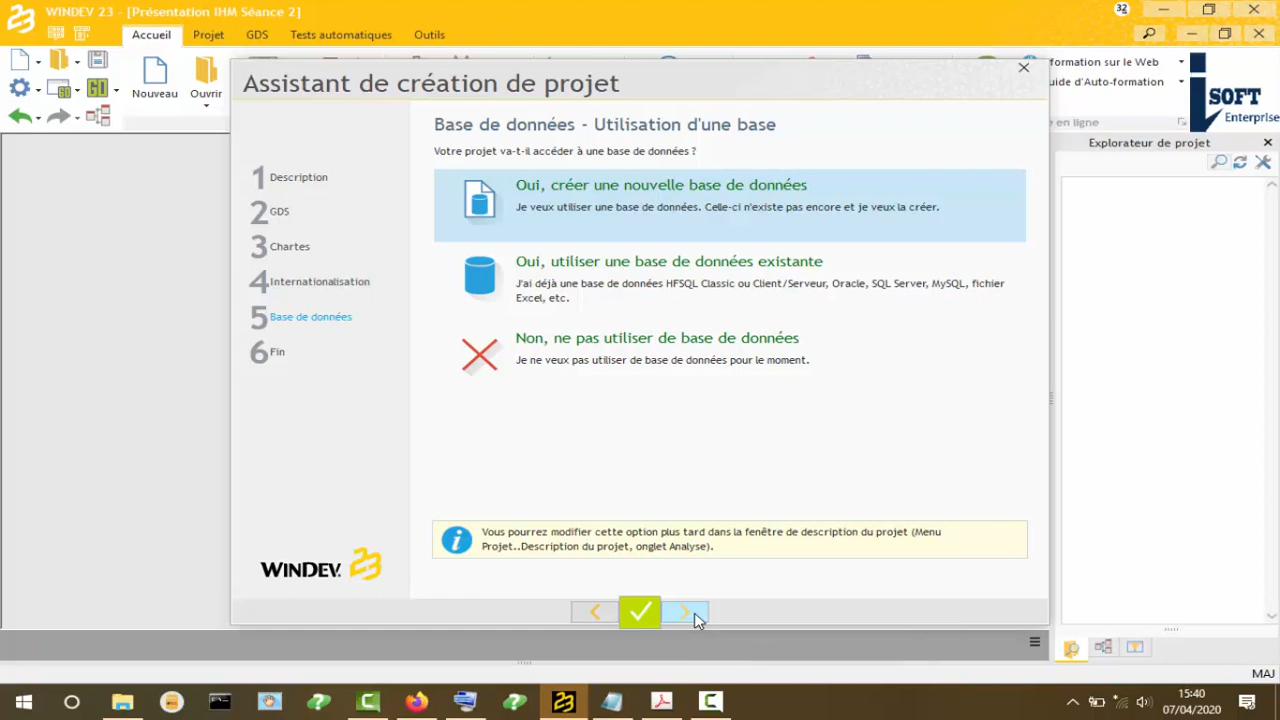 WINDEV 23 - [Présentation IHM Séance 2]
32
Accueil
Projet
GDS
Tests automatiques
Outils
Nouveau
Ouvrir
formation sur le Web
uide d'Auto-formation
en ligne
SOFT
Enterprise
Assistant de création de projet
1 Description
2 GDS
3 Chartes
4 Internationalisation
5 Base de données
6 Fin
WINDEV 23
Base de données - Utilisation d'une base
Votre projet va-t-il accéder à une base de données ?
Oui, créer une nouvelle base de données
Je veux utiliser une base de données. Celle-ci n'existe pas encore et je veux la créer.
Oui, utiliser une base de données existante
J'ai déjà une base de données HFSQL Classic ou Client/Serveur, Oracle, SQL Server, MySQL, fichier
Excel, etc.
Non, ne pas utiliser de base de données
Je ne veux pas utiliser de base de données pour le moment.
Vous pourrez modifier cette option plus tard dans la fenêtre de description du projet (Menu
Projet..Description du projet, onglet Analyse).
Explorateur de projet
MAJ
15:40
07/04/2020